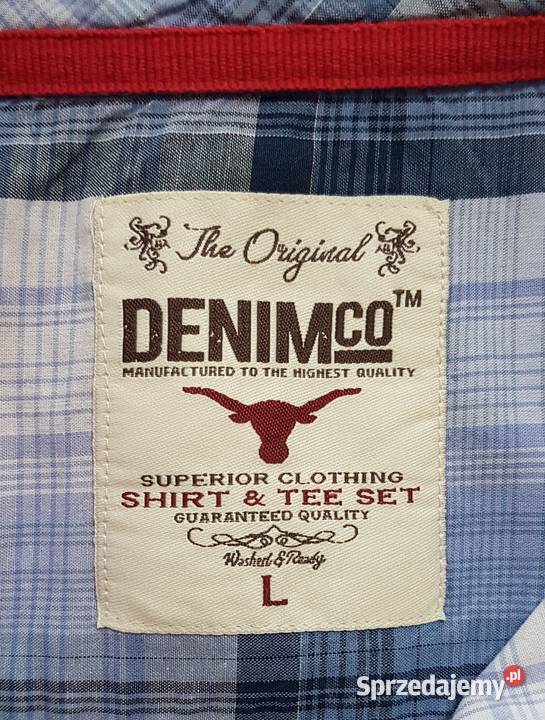 The Original
DENIMCO™
MANUFACTURED TO THE HIGHEST QUALITY
SUPERIOR CLOTHING
SHIRT & TEE SET
GUARANTEED QUALITY
Washed & Ready
L
Sprzedajemy.pl